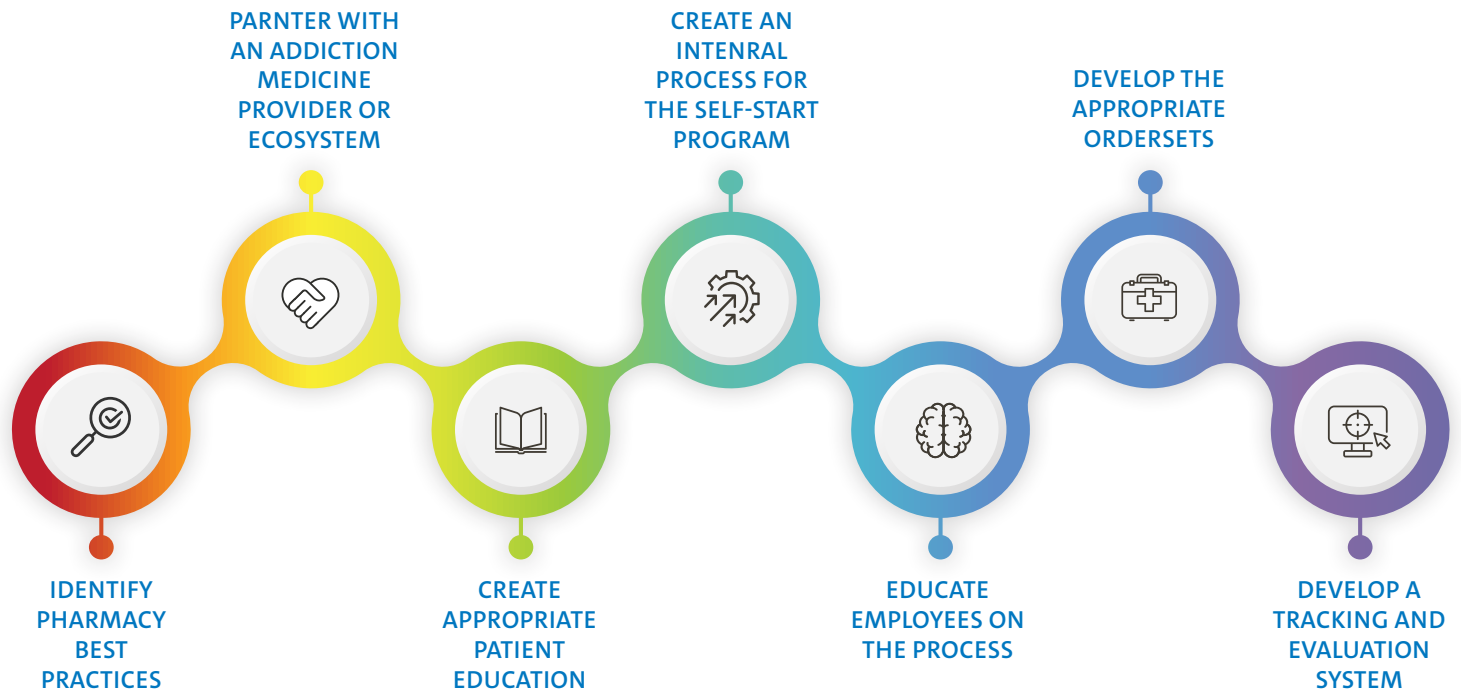 IDENTIFY
PHARMACY
BEST
PRACTICES
PARNTER WITH
AN ADDICTION
MEDICINE
PROVIDER OR
ECOSYSTEM
CREATE
APPROPRIATE
PATIENT
EDUCATION
CREATE AN
INTENRAL
PROCESS FOR
THE SELF-START
PROGRAM
EDUCATE
EMPLOYEES ON
THE PROCESS
DEVELOP THE
APPROPRIATE
ORDERSETS
DEVELOP A
TRACKING AND
EVALUATION
SYSTEM